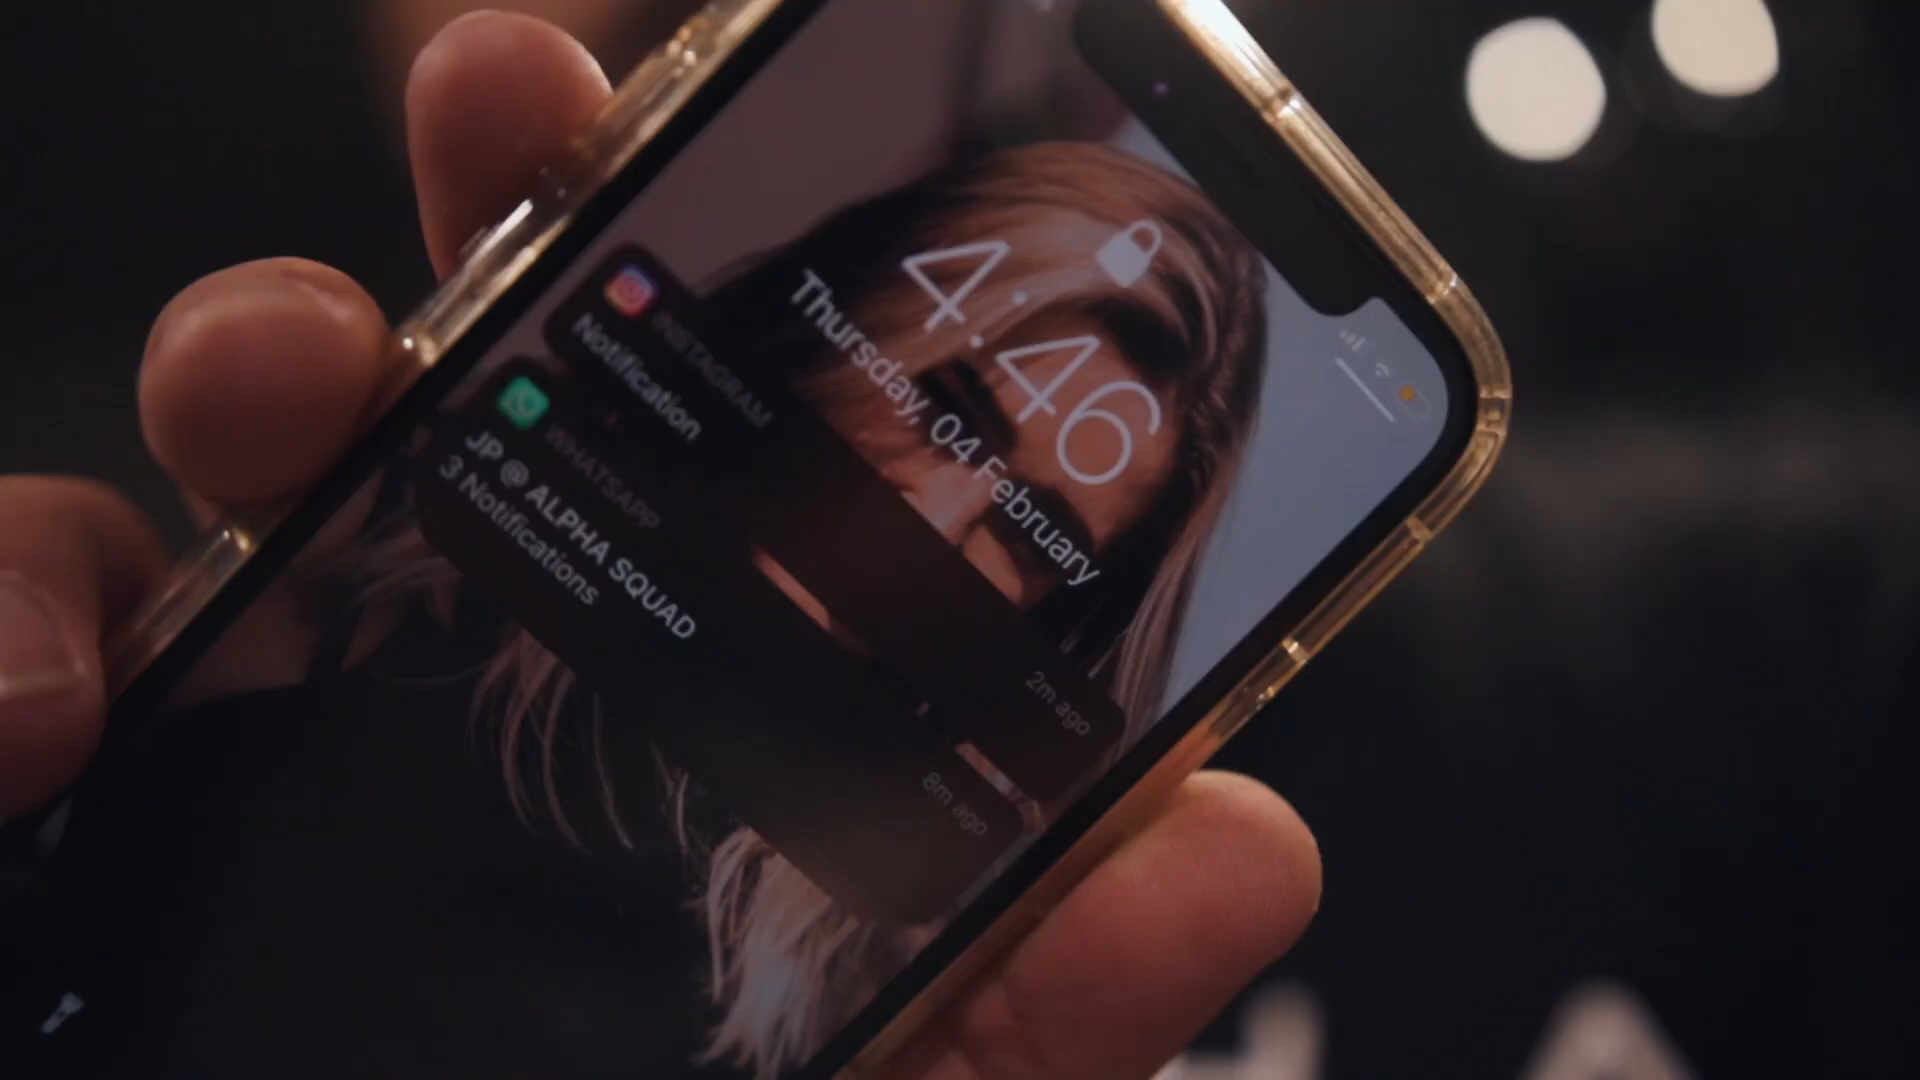 4:46
Thursday, 04 February
INSTAGRAM
2m ago
Notification
WHATSAPP
8m ago
JP @ ALPHA SQUAD
3 Notifications